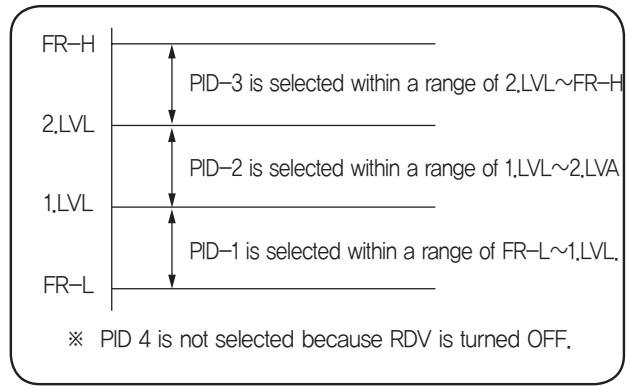 FR-H
PID-3 is selected within a range of 2.LVL~FR-H
2.LVL
PID-2 is selected within a range of 1.LVL~2.LVA
1.LVL
PID-1 is selected within a range of FR-L~1.LVL.
FR-L
※ PID 4 is not selected because RDV is turned OFF.